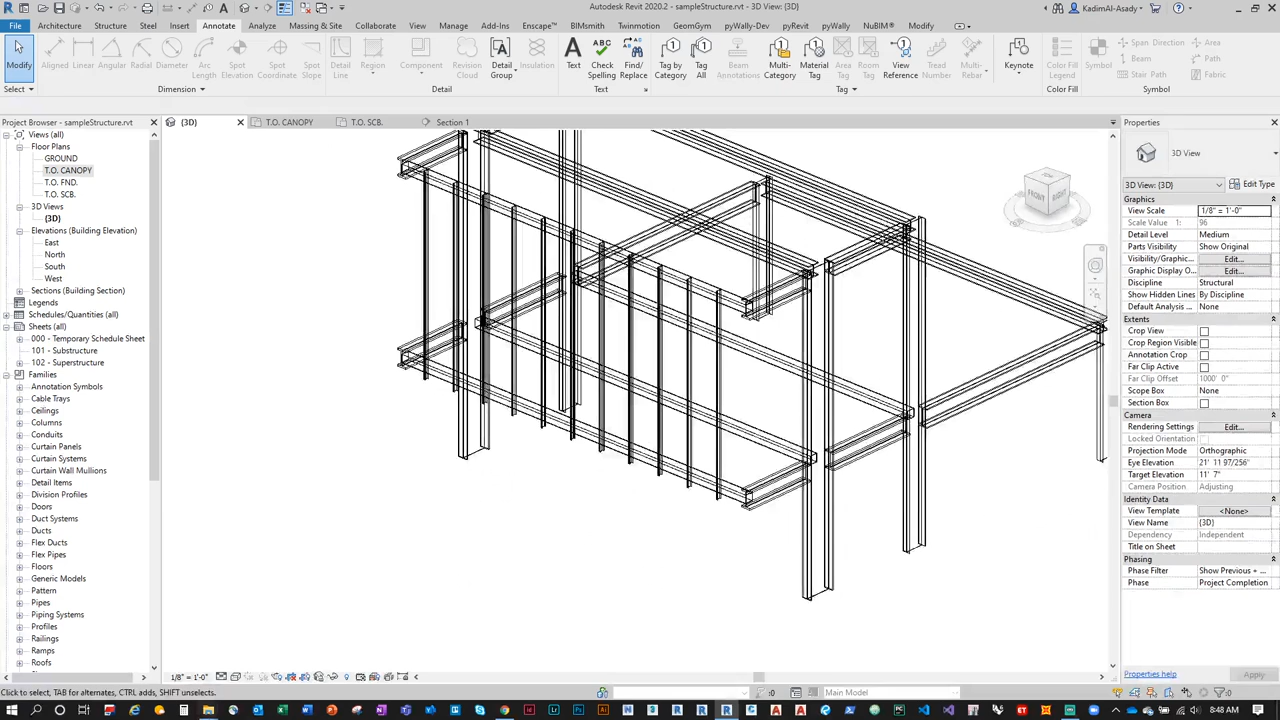 Autodesk Revit 2020.2 - sampleStructure.rvt - 3D View: {3D}
KadimAl-Asady
File Architecture Structure Steel Insert Annotate Analyze Massing & Site Collaborate View Manage Add-Ins Enscape™ BIMsmith Twinmotion GeomGym pyWally-Dev pyRevit pyWally NuBIM® Modify
Modify Aligned Linear Angular Radial Diameter Arc Length Spot Elevation Spot Coordinate Spot Slope Detail Line Region Component Revision Cloud Detail Group Insulation Text Check Spelling Find/Replace Tag by Category Tag All Beam Annotations Multi-Category Material Tag Area Tag Room Tag View Reference Tread Number Multi-Rebar Keynote Color Fill Legend Symbol
Span Direction Area
Beam Path
Stair Path Fabric
Select Dimension Detail Text Tag Color Fill Symbol
Project Browser - sampleStructure.rvt
{3D} T.O. CANOPY T.O. SCB. Section 1
Views (all)
Floor Plans
GROUND
T.O. CANOPY
T.O. FND.
T.O. SCB.
3D Views
{3D}
Elevations (Building Elevation)
East
North
South
West
Sections (Building Section)
Legends
Schedules/Quantities (all)
Sheets (all)
000 - Temporary Schedule Sheet
101 - Substructure
102 - Superstructure
Families
Annotation Symbols
Cable Trays
Ceilings
Columns
Conduits
Curtain Panels
Curtain Systems
Curtain Wall Mullions
Detail Items
Division Profiles
Doors
Duct Systems
Ducts
Flex Ducts
Flex Pipes
Floors
Generic Models
Pattern
Pipes
Piping Systems
Profiles
Railings
Ramps
Roofs
FRONT RIGHT
Properties
3D View
3D View: {3D} Edit Type
Graphics
View Scale 1/8" = 1'-0"
Scale Value 1: 96
Detail Level Medium
Parts Visibility Show Original
Visibility/Graphic... Edit...
Graphic Display O... Edit...
Discipline Structural
Show Hidden Lines By Discipline
Default Analysis ... None
Extents
Crop View
Crop Region Visible
Annotation Crop
Far Clip Active
Far Clip Offset 1000' 0"
Scope Box None
Section Box
Camera
Rendering Settings Edit...
Locked Orientation
Projection Mode Orthographic
Eye Elevation 21' 11 97/256"
Target Elevation 11' 7"
Camera Position Adjusting
Identity Data
View Template <None>
View Name {3D}
Dependency Independent
Title on Sheet
Phasing
Phase Filter Show Previous + ...
Phase Project Completion
Properties help Apply
1/8" = 1'-0"
Click to select, TAB for alternates, CTRL adds, SHIFT unselects.
:0 Main Model :0
8:48 AM